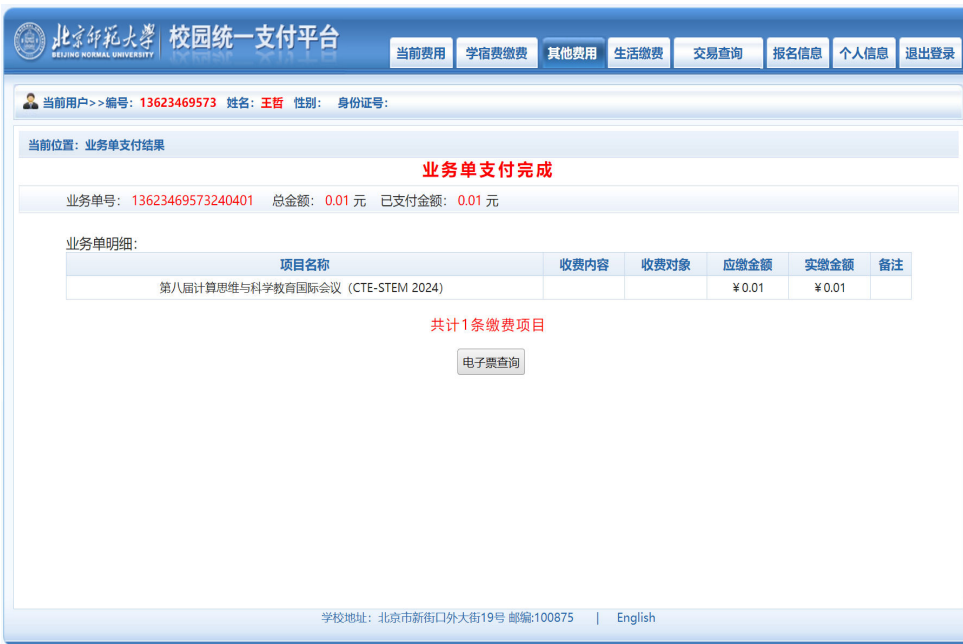 北京师范大学 校园统一支付平台
BEIJING NORMAL UNIVERSITY
当前费用 学宿费缴费 其他费用 生活缴费 交易查询 报名信息 个人信息 退出登录
当前用户>>编号：13623469573 姓名：王哲 性别： 身份证号：
当前位置：业务单支付结果
业务单支付完成
业务单号： 13623469573240401 总金额： 0.01 元 已支付金额： 0.01 元
业务单明细：
项目名称 收费内容 收费对象 应缴金额 实缴金额 备注
第八届计算思维与科学教育国际会议（CTE-STEM 2024） ￥0.01 ￥0.01
共计1条缴费项目
电子票查询
学校地址：北京市新街口外大街19号 邮编:100875 | English